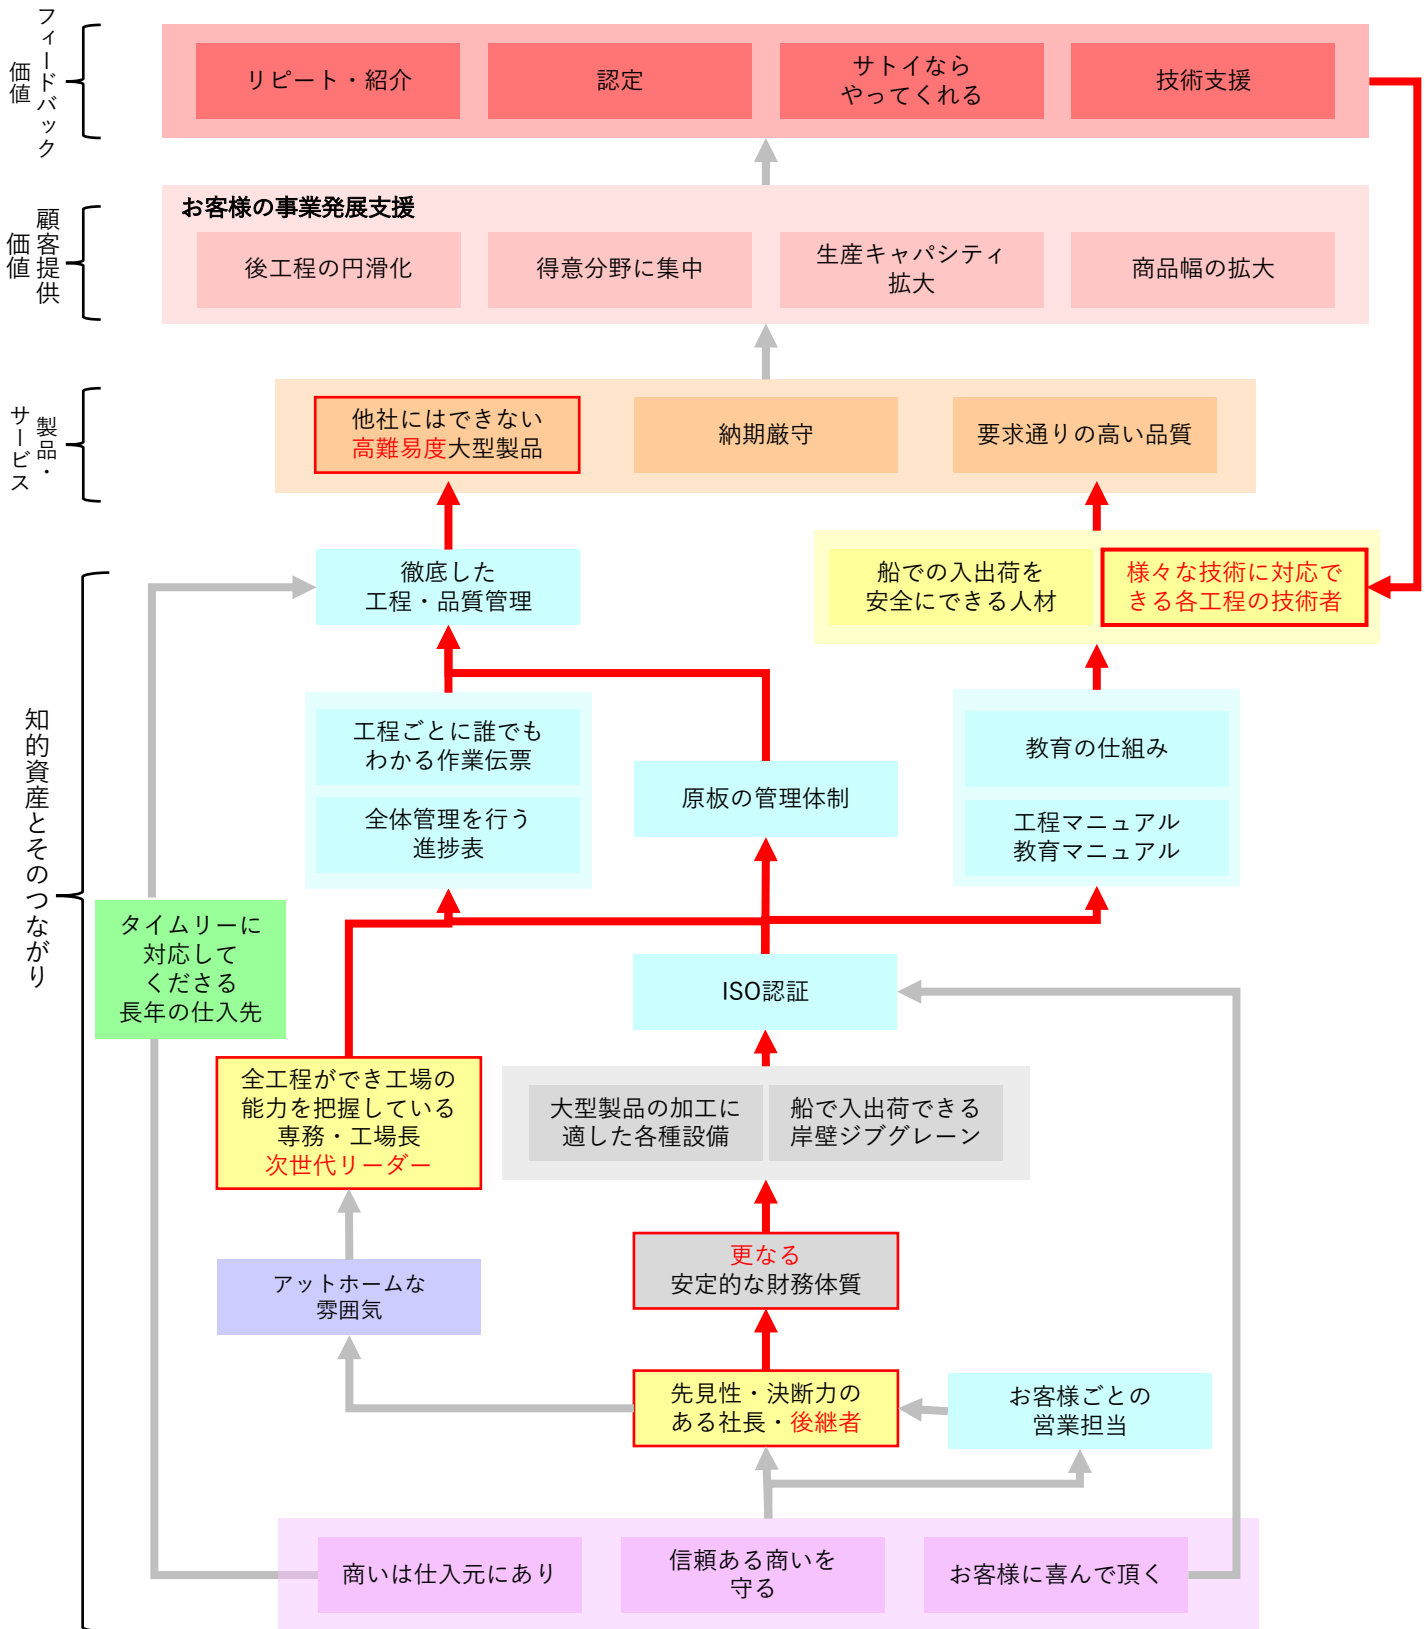 フィードバック
価値
リピート・紹介
認定
サトイなら
やってくれる
技術支援
顧客提供
価値
お客様の事業発展支援
後工程の円滑化
得意分野に集中
生産キャパシティ
拡大
商品幅の拡大
製品・
サービス
他社にはできない
高難易度大型製品
納期厳守
要求通りの高い品質
知的資産とそのつながり
徹底した
工程・品質管理
船での入出荷を
安全にできる人材
様々な技術に対応で
きる各工程の技術者
工程ごとに誰でも
わかる作業伝票
全体管理を行う
進捗表
原板の管理体制
教育の仕組み
工程マニュアル
教育マニュアル
タイムリーに
対応して
くださる
長年の仕入先
ISO認証
全工程ができ工場の
能力を把握している
専務・工場長
次世代リーダー
大型製品の加工に
適した各種設備
船で入出荷できる
岸壁ジブグレーン
更なる
安定的な財務体質
アットホームな
雰囲気
先見性・決断力の
ある社長・後継者
お客様ごとの
営業担当
商いは仕入元にあり
信頼ある商いを
守る
お客様に喜んで頂く